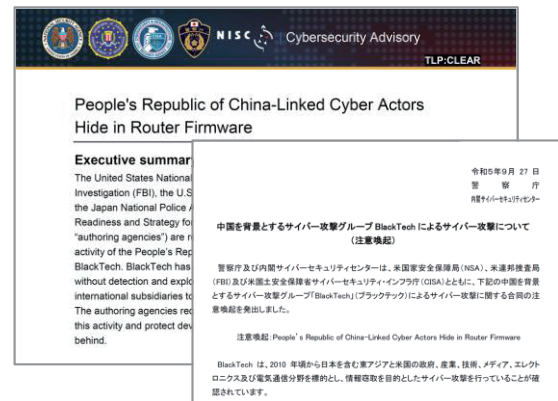 NISC
Cybersecurity Advisory
TLP:CLEAR
People's Republic of China-Linked Cyber Actors
Hide in Router Firmware
Executive summar
The United States National
Investigation (FBI), the U.S
the Japan National Police A
Readiness and Strategy fo
"authoring agencies") are r
activity of the People's Rep
BlackTech. BlackTech has
without detection and explo
international subsidiaries to
The authoring agencies rec
this activity and protect dev
behind.
令和5年9月 27 日
警 察 庁
内閣サイバーセキュリティセンター
中国を背景とするサイバー攻撃グループ BlackTech によるサイバー攻撃について
（注意喚起）
警察庁及び内閣サイバーセキュリティセンターは、米国家安全保障局（NSA）、米連邦捜査局
（FBI）及び米国土安全保障省サイバーセキュリティ・インフラ庁（CISA）とともに、下記の中国を背景
とするサイバー攻撃グループ「BlackTech」（ブラックテック）によるサイバー攻撃に関する合同の注
意喚起を発出しました。
注意喚起：People's Republic of China-Linked Cyber Actors Hide in Router Firmware
BlackTech は、2010 年頃から日本を含む東アジアと米国の政府、産業、技術、メディア、エレクト
ロニクス及び電気通信分野を標的とし、情報窃取を目的としたサイバー攻撃を行っていることが確
認されています。